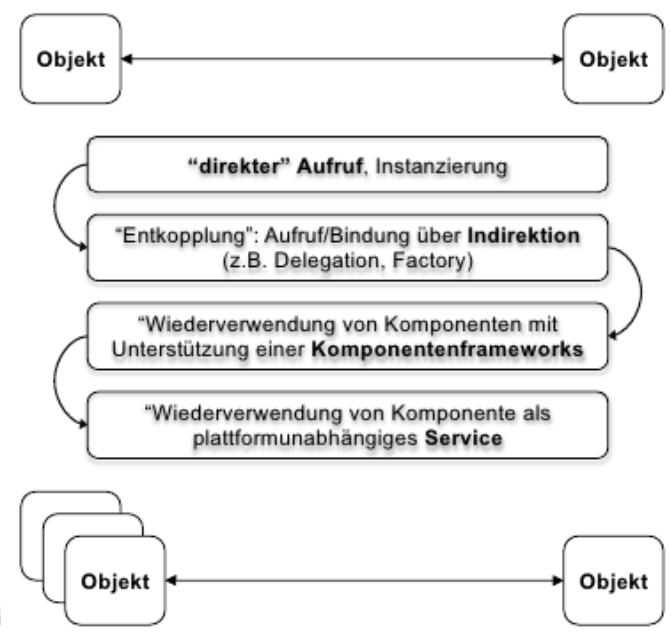 Objekt
Objekt
“direkter” Aufruf, Instanzierung
“Entkopplung”: Aufruf/Bindung über Indirektion
(z.B. Delegation, Factory)
“Wiederverwendung von Komponenten mit
Unterstützung einer Komponentenframeworks
“Wiederverwendung von Komponente als
plattformunabhängiges Service
Objekt
Objekt